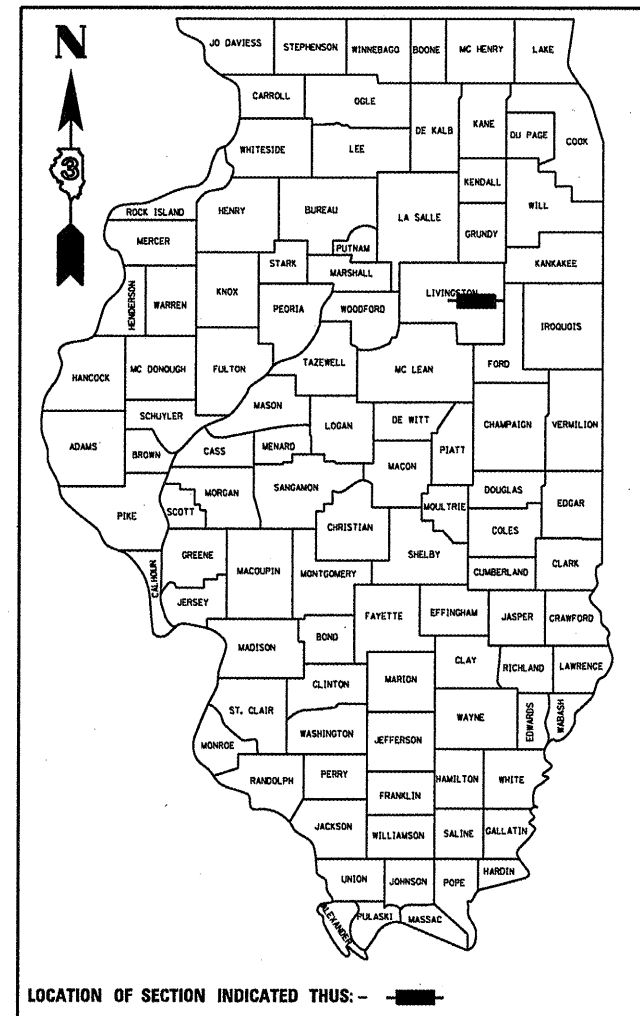 N
3
JO DAVIESS STEPHENSON WINNEBAGO BOONE MC HENRY LAKE
CARROLL OGLE DE KALB KANE DU PAGE COOK
WHITESIDE LEE
KENDALL
ROCK ISLAND HENRY BUREAU LA SALLE WILL
MERCER PUTNAM GRUNDY
STARK MARSHALL KANKAKEE
HENDERSON WARREN KNOX PEORIA WOODFORD LIVINGSTON IROQUOIS
HANCOCK MC DONOUGH FULTON TAZEWELL MC LEAN FORD
MASON
SCHUYLER LOGAN DE WITT CHAMPAIGN VERMILION
ADAMS BROWN CASS MENARD MACON PIATT
PIKE SCOTT MORGAN SANGAMON CHRISTIAN MOULTRIE DOUGLAS EDGAR
COLES
GREENE SHELBY
CALHOUN MACOUPIN MONTGOMERY CUMBERLAND CLARK
JERSEY FAYETTE EFFINGHAM JASPER CRAWFORD
MADISON BOND
CLAY RICHLAND LAWRENCE
CLINTON MARION
ST. CLAIR WAYNE EDWARDS WABASH
MONROE WASHINGTON JEFFERSON
RANDOLPH PERRY HAMILTON WHITE
FRANKLIN
JACKSON WILLIAMSON SALINE GALLATIN
UNION JOHNSON POPE HARDIN
ALEXANDER PULASKI MASSAC
LOCATION OF SECTION INDICATED THUS: -